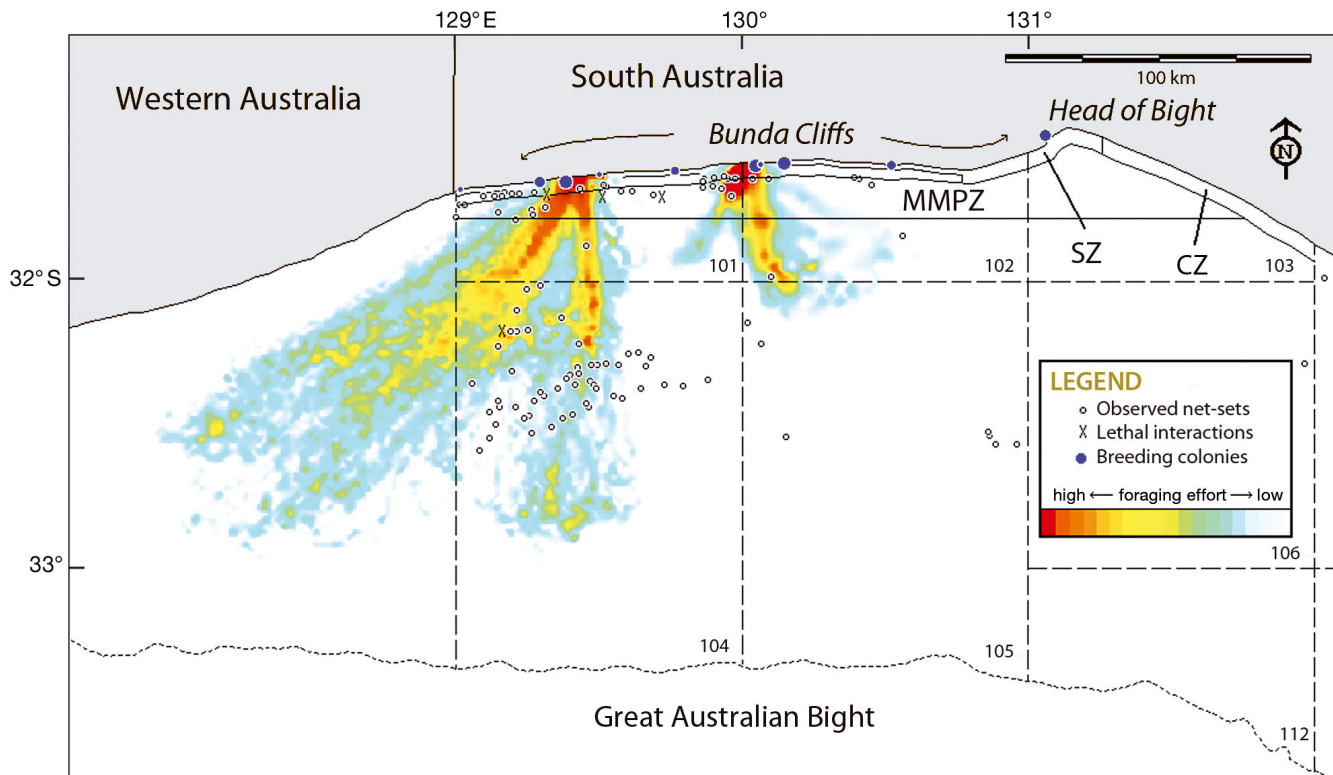 129°E
130°
131°
South Australia
100 km
Western Australia
Head of Bight
Bunda Cliffs
N
MMPZ
SZ
CZ
32°S
101
102
103
LEGEND
Observed net-sets
X Lethal interactions
Breeding colonies
high ← foraging effort → low
106
33°
104
105
Great Australian Bight
112